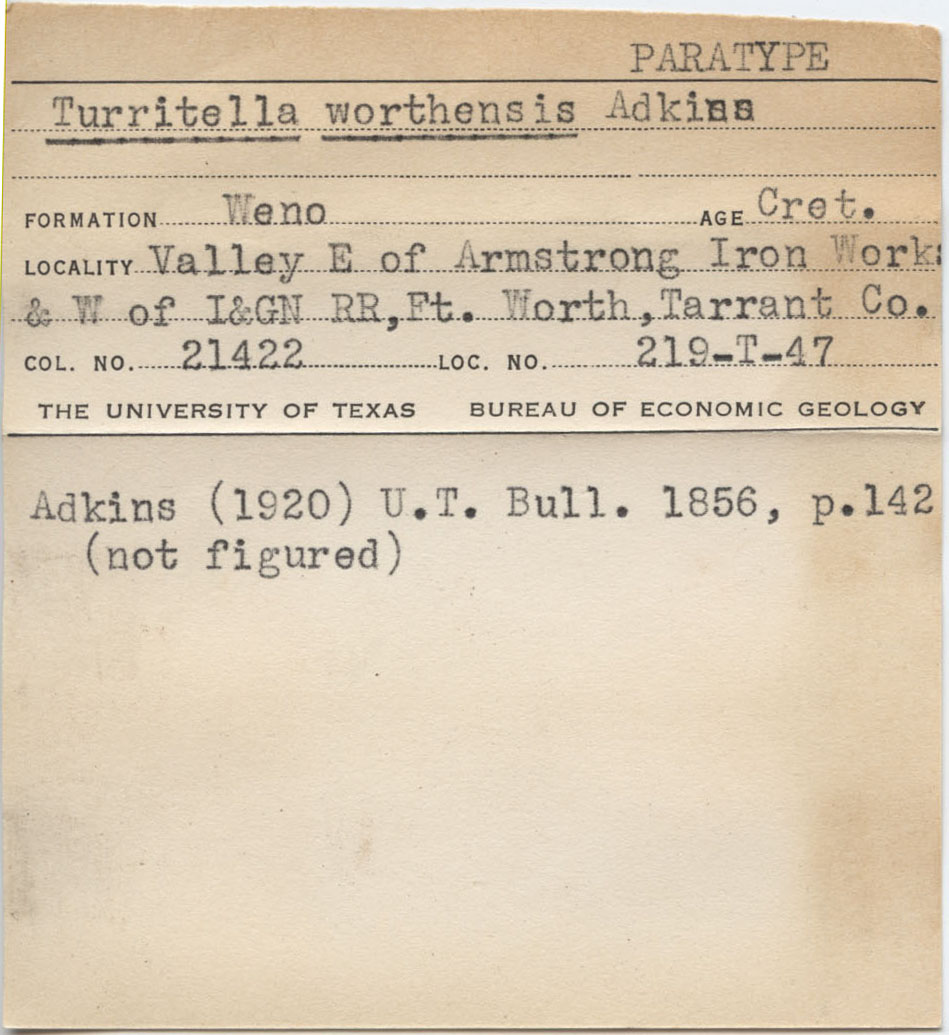 PARATYPE
Turritella worthensis Adkins
FORMATION Weno AGE Cret.
LOCALITY Valley E of Armstrong Iron Works
& W of I&GN RR,Ft. Worth,Tarrant Co.
COL. NO. 21422 LOC. NO. 219-T-47
THE UNIVERSITY OF TEXAS BUREAU OF ECONOMIC GEOLOGY
Adkins (1920) U.T. Bull. 1856, p.142
(not figured)